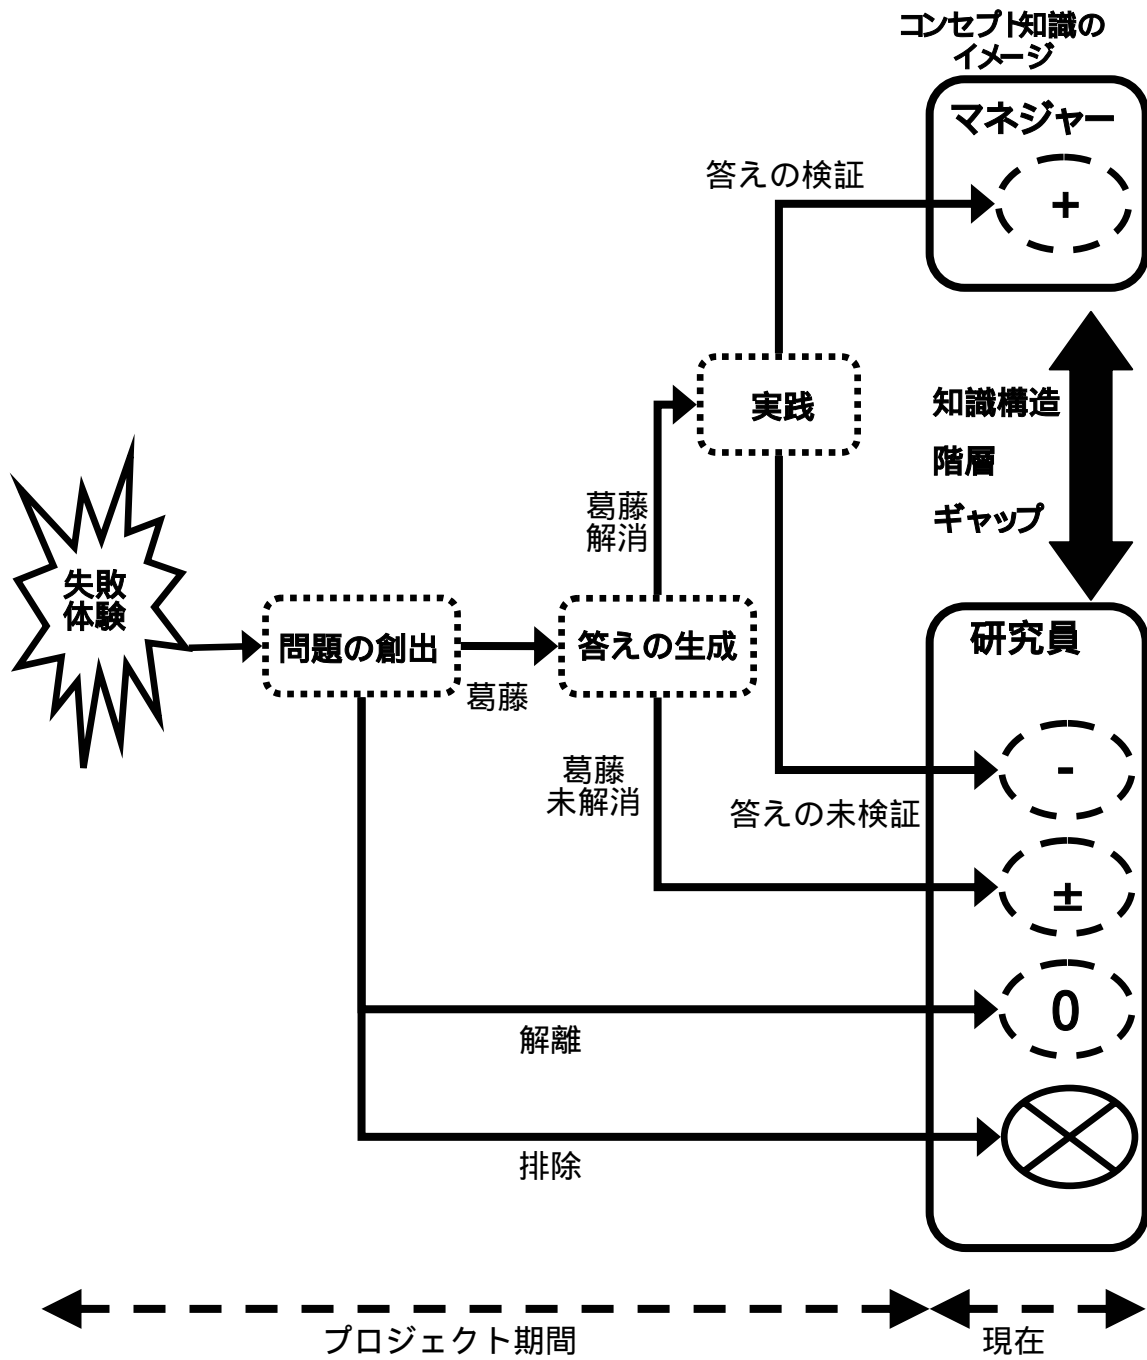 コンセプト知識の
イメージ
マネジャー
+
答えの検証
実践
知識構造
階層
ギャップ
葛藤
解消
失敗
体験
問題の創出
葛藤
答えの生成
研究員
葛藤
未解消
-
答えの未検証
±
0
解離
排除
プロジェクト期間
現在